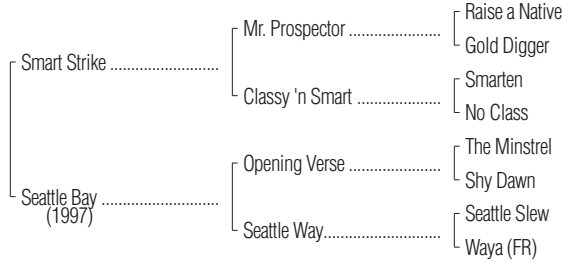 Raise a Native
Mr. Prospector
Gold Digger
Smart Strike
Smarten
Classy 'n Smart
No Class
The Minstrel
Opening Verse
Shy Dawn
Seattle Bay
(1997)
Seattle Slew
Seattle Way
Waya (FR)